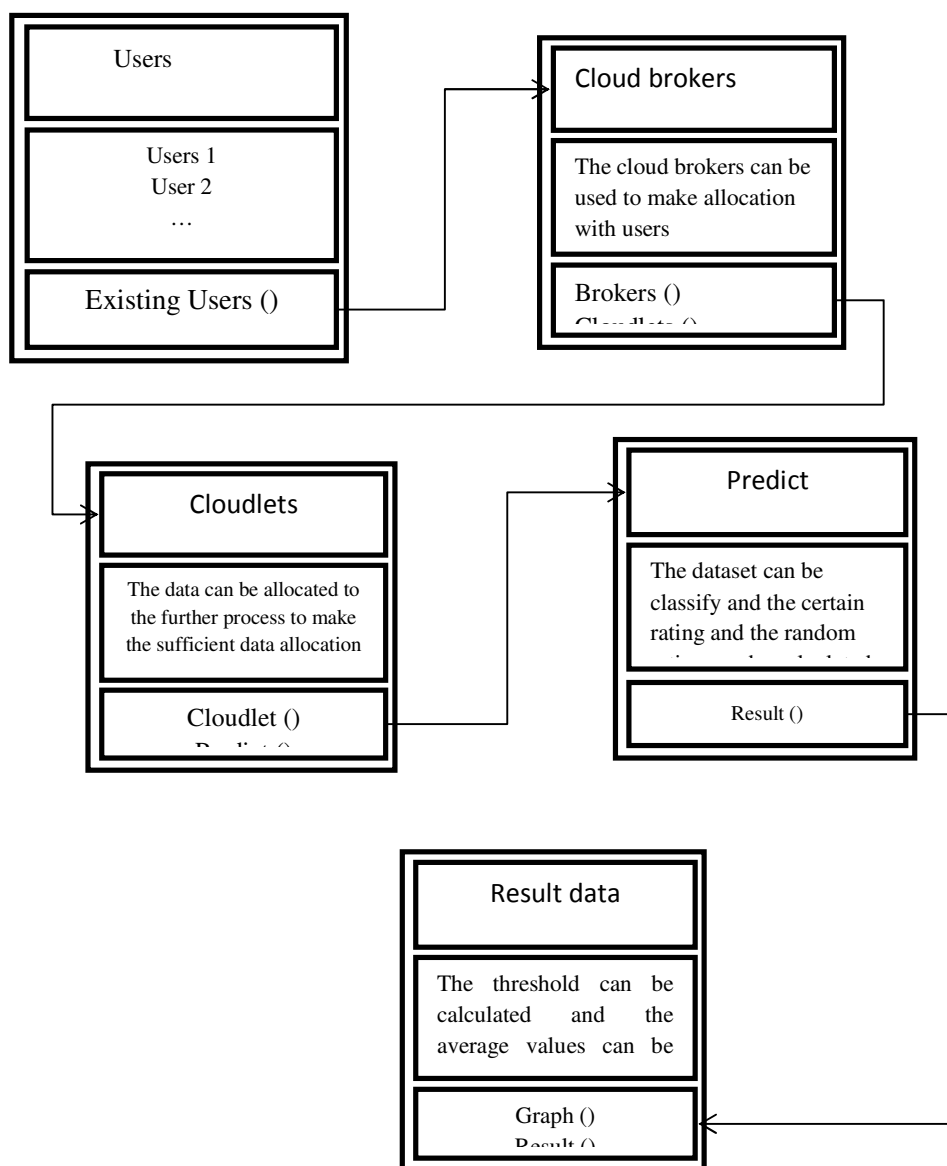 Users
Users 1
User 2
…
Existing Users ()
Cloud brokers
The cloud brokers can be
used to make allocation
with users
Brokers ()
Cloudlets ()
Cloudlets
The data can be allocated to
the further process to make
the sufficient data allocation
Cloudlet ()
Predict ()
Predict
The dataset can be
classify and the certain
rating and the random
Result ()
Result data
The threshold can be
calculated and the
average values can be
Graph ()
Result ()